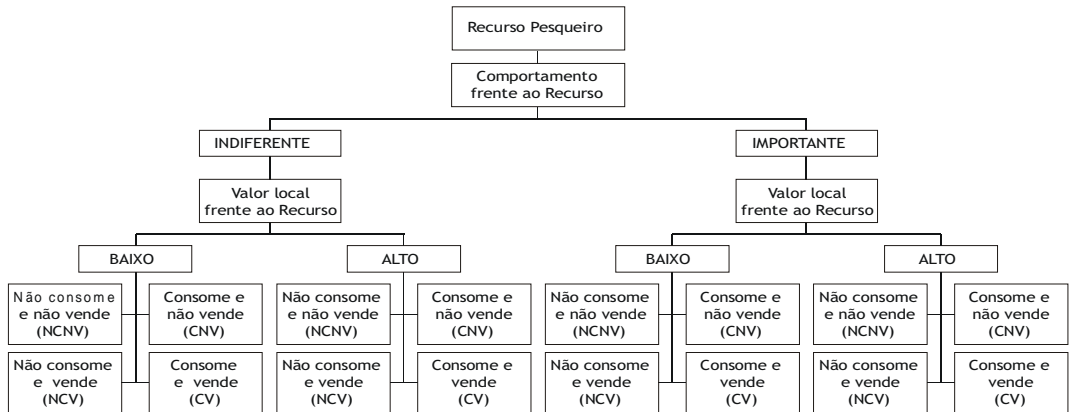 Recurso Pesqueiro
Comportamento
frente ao Recurso
INDIFERENTE
IMPORTANTE
Valor local
frente ao Recurso
Valor local
frente ao Recurso
BAIXO
ALTO
BAIXO
ALTO
Não consome
e não vende
(NCNV)
Consome e
não vende
(CNV)
Não consome
e não vende
(NCNV)
Consome e
não vende
(CNV)
Não consome
e não vende
(NCNV)
Consome e
não vende
(CNV)
Não consome
e não vende
(NCNV)
Consome e
não vende
(CNV)
Não consome
e vende
(NCV)
Consome
e vende
(CV)
Não consome
e vende
(NCV)
Consome e
vende
(CV)
Não consome
e vende
(NCV)
Consome e
vende
(CV)
Não consome
e vende
(NCV)
Consome e
vende
(CV)